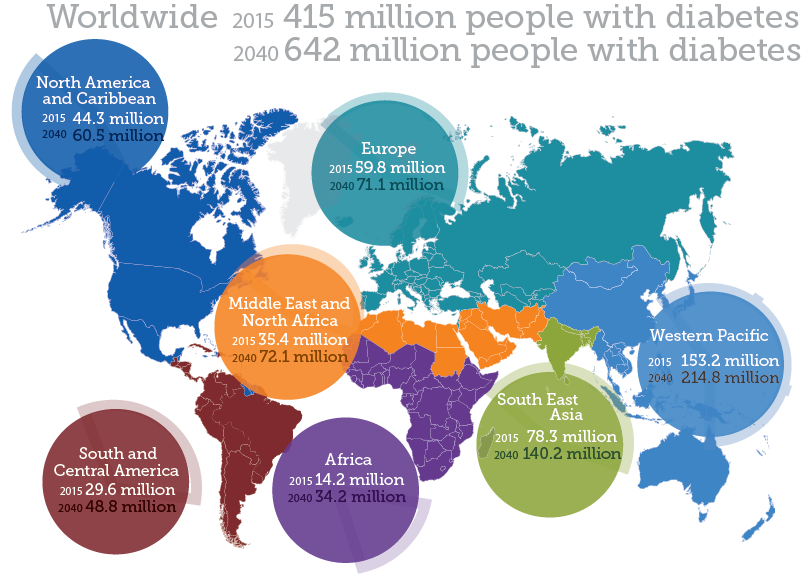 Worldwide 2015 415 million people with diabetes
2040 642 million people with diabetes
North America
and Caribbean
2015 44.3 million
2040 60.5 million
Europe
2015 59.8 million
2040 71.1 million
Middle East and
North Africa
2015 35.4 million
2040 72.1 million
Western Pacific
2015 153.2 million
2040 214.8 million
South and
Central America
2015 29.6 million
2040 48.8 million
Africa
2015 14.2 million
2040 34.2 million
South East
Asia
2015 78.3 million
2040 140.2 million